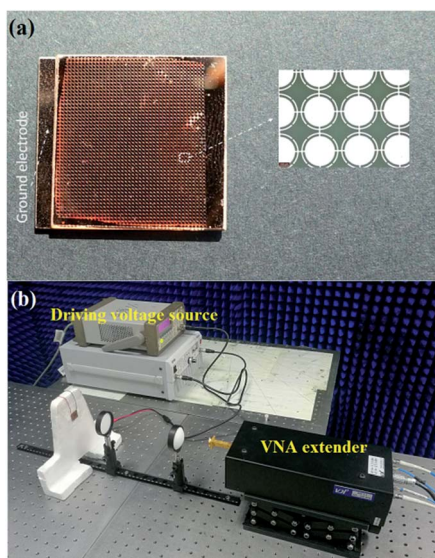 (a)
Ground electrode
(b)
Driving voltage source
VNA extender